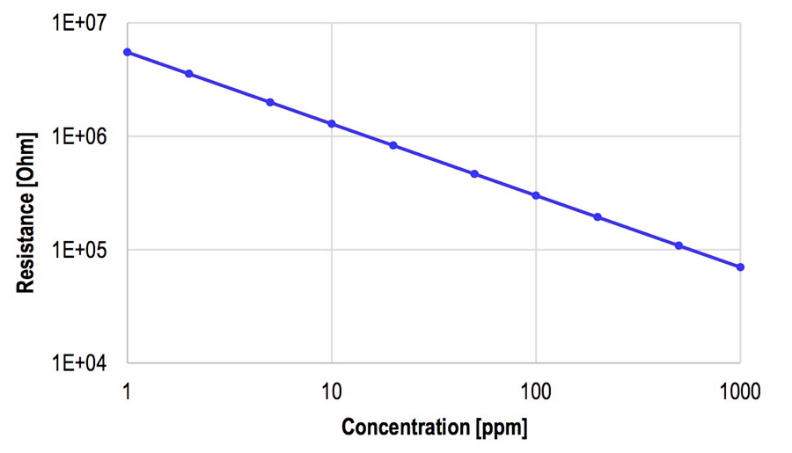 1E+07
1E+06
1E+05
1E+04
Resistance [Ohm]
1 10 100 1000
Concentration [ppm]